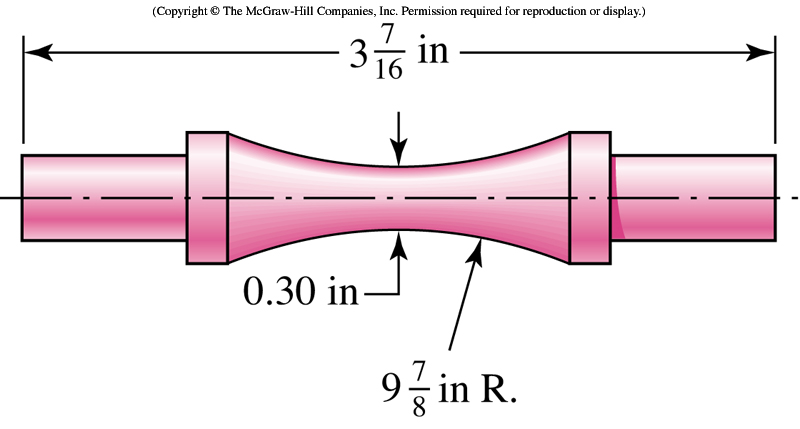 (Copyright © The McGraw-Hill Companies, Inc. Permission required for reproduction or display.)
3 7/16 in
0.30 in
9 7/8 in R.